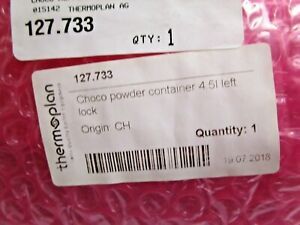 015142 THERMOPLAN AG
127.733
QTY: 1
127.733
Choco powder container 4.5l left
lock
Origin: CH
Quantity: 1
19.07.2018
thermoplan